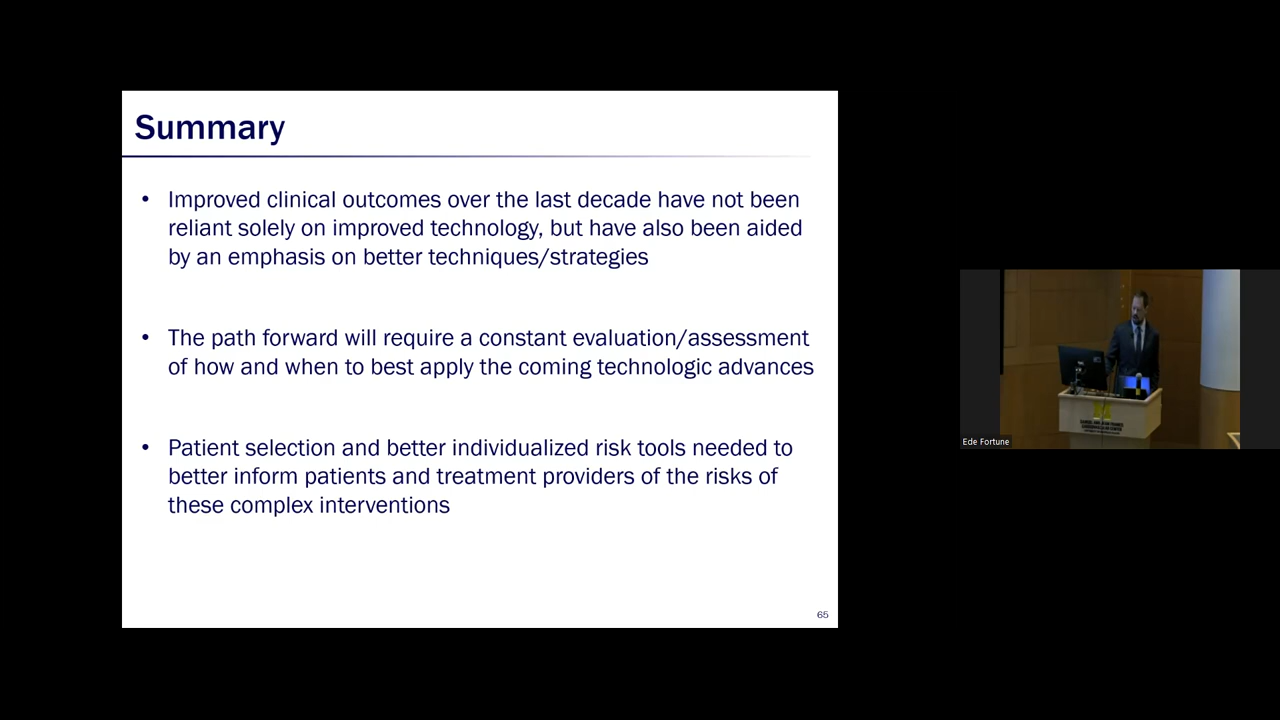 Summary
• Improved clinical outcomes over the last decade have not been
reliant solely on improved technology, but have also been aided
by an emphasis on better techniques/strategies
• The path forward will require a constant evaluation/assessment
of how and when to best apply the coming technologic advances
• Patient selection and better individualized risk tools needed to
better inform patients and treatment providers of the risks of
these complex interventions
65
Ede Fortune